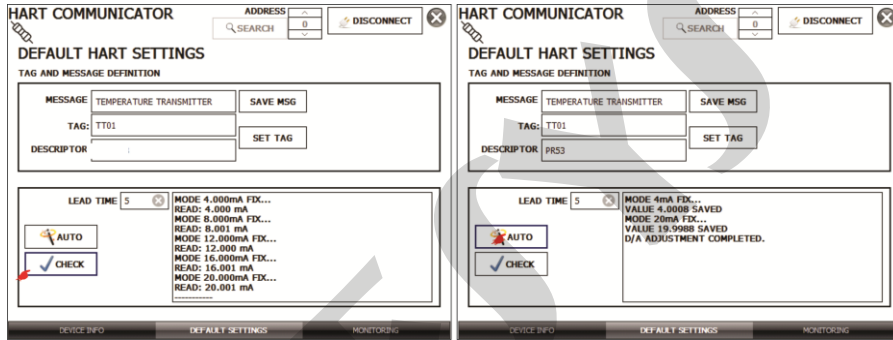 HART COMMUNICATOR
ADDRESS
SEARCH
0
DISCONNECT
DEFAULT HART SETTINGS
TAG AND MESSAGE DEFINITION
MESSAGE TEMPERATURE TRANSMITTER SAVE MSG
TAG: TT01
SET TAG
DESCRIPTOR
LEAD TIME 5
AUTO
CHECK
MODE 4.000mA FIX...
READ: 4.000 mA
MODE 8.000mA FIX...
READ: 8.001 mA
MODE 12.000mA FIX...
READ: 12.000 mA
MODE 16.000mA FIX...
READ: 16.001 mA
MODE 20.000mA FIX...
READ: 20.001 mA
-----------
DEVICE INFO DEFAULT SETTINGS MONITORING
HART COMMUNICATOR
ADDRESS
SEARCH
0
DISCONNECT
DEFAULT HART SETTINGS
TAG AND MESSAGE DEFINITION
MESSAGE TEMPERATURE TRANSMITTER SAVE MSG
TAG: TT01
SET TAG
DESCRIPTOR PR53
LEAD TIME 5
AUTO
CHECK
MODE 4mA FIX...
VALUE 4.0008 SAVED
MODE 20mA FIX...
VALUE 19.9988 SAVED
D/A ADJUSTMENT COMPLETED.
DEVICE INFO DEFAULT SETTINGS MONITORING